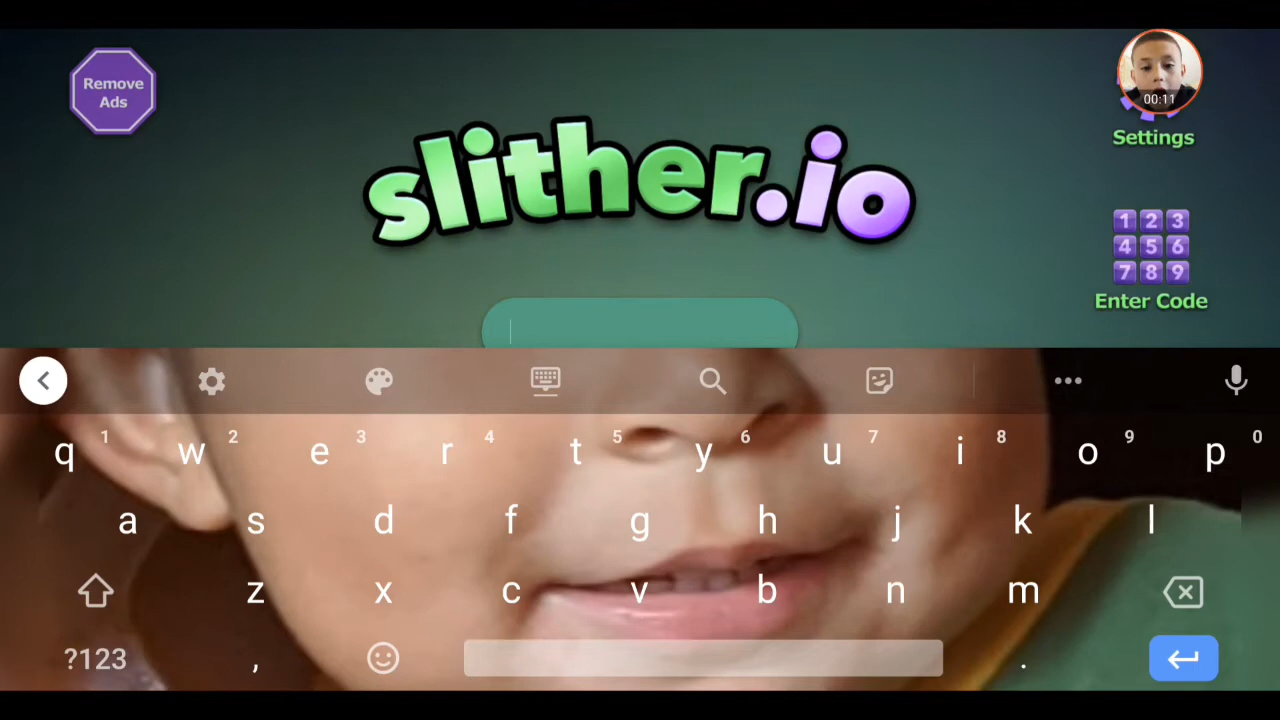 Remove
Ads
slither.io
00:11
Settings
1 2 3
4 5 6
7 8 9
Enter Code
q 1 w 2 e 3 r 4 t 5 y 6 u 7 i 8 o 9 p 0
a s d f g h j k l
z x c v b n m
?123 , .